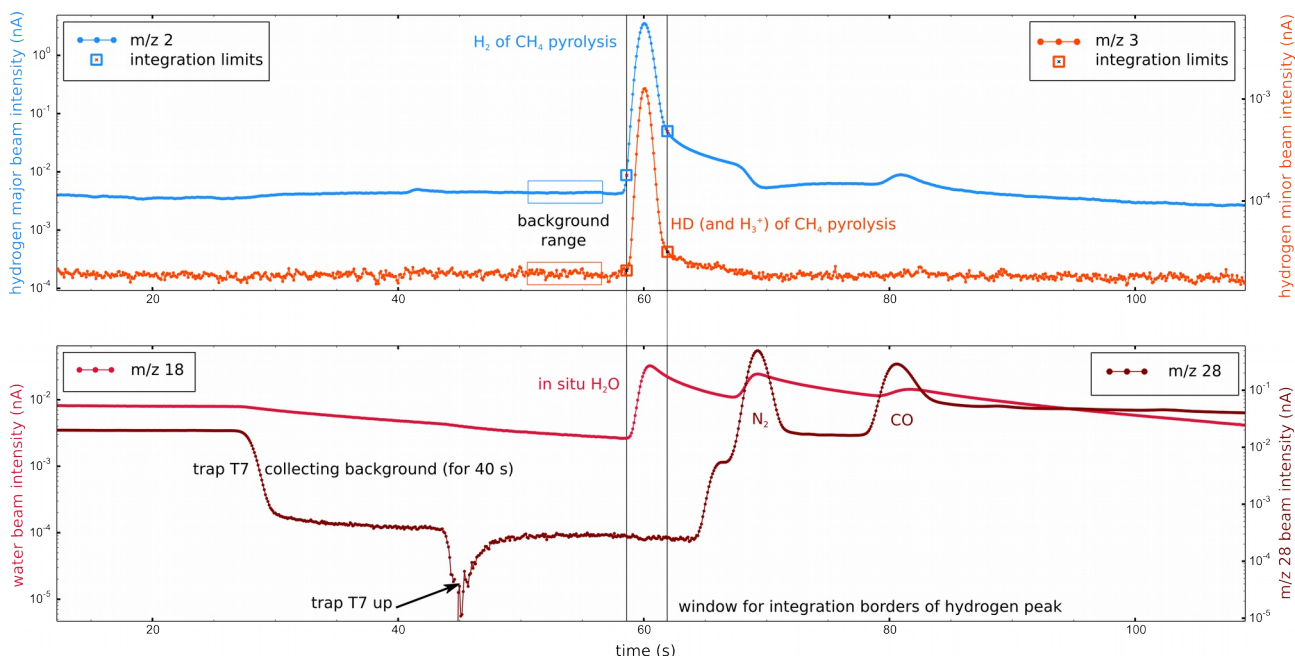 hydrogen major beam intensity (nA)
10⁰
10⁻¹
10⁻²
10⁻³
10⁻⁴
m/z 2
integration limits
H₂ of CH₄ pyrolysis
m/z 3
integration limits
hydrogen minor beam intensity (nA)
10⁻³
10⁻⁴
background
range
HD (and H₃⁺) of CH₄ pyrolysis
20
40
60
80
100
water beam intensity (nA)
10⁻²
10⁻³
10⁻⁴
10⁻⁵
m/z 18
in situ H₂O
m/z 28
m/z 28 beam intensity (nA)
10⁻¹
10⁻²
10⁻³
10⁻⁴
10⁻⁵
N₂
CO
trap T7 collecting background (for 40 s)
trap T7 up
window for integration borders of hydrogen peak
20
40
60
80
100
time (s)